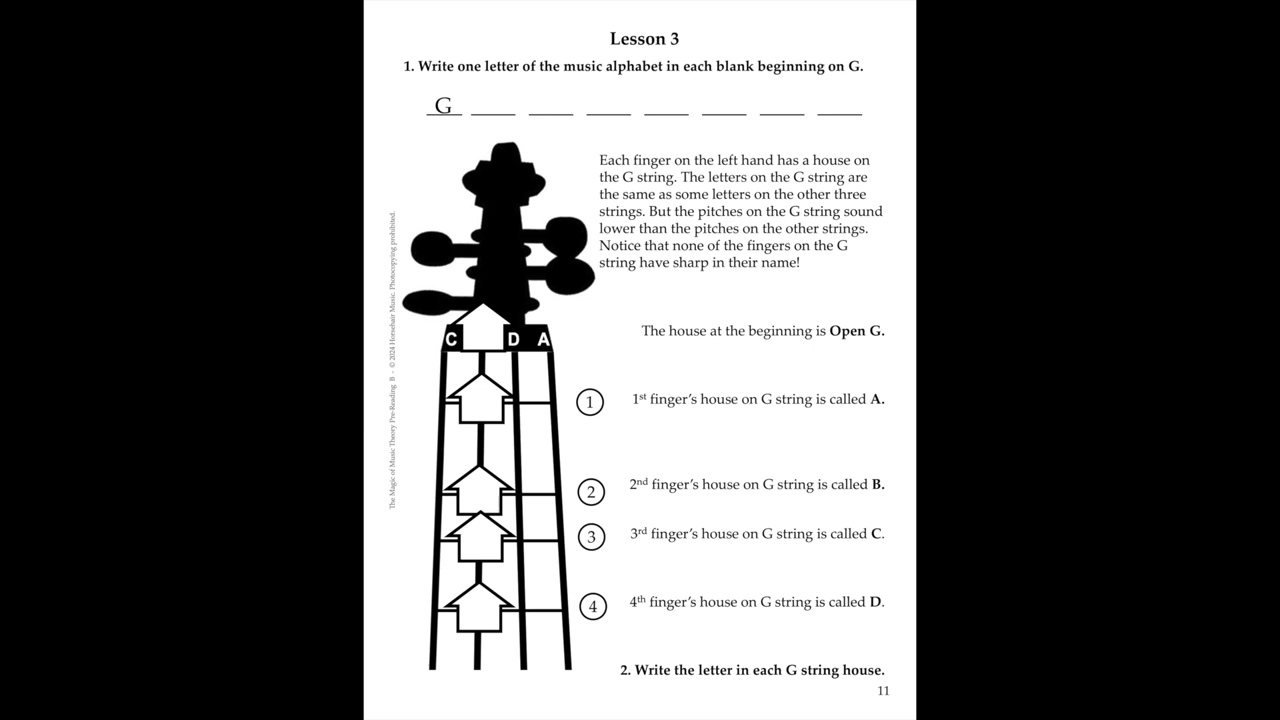 Lesson 3
1. Write one letter of the music alphabet in each blank beginning on G.
G
Each finger on the left hand has a house on
the G string. The letters on the G string are
the same as some letters on the other three
strings. But the pitches on the G string sound
lower than the pitches on the other strings.
Notice that none of the fingers on the G
string have sharp in their name!
The house at the beginning is Open G.
C D A
1 1st finger's house on G string is called A.
2 2nd finger's house on G string is called B.
3 3rd finger's house on G string is called C.
4 4th finger's house on G string is called D.
2. Write the letter in each G string house.
11
The Magic of Music Theory Pre-Reading B - © 2024 Horsehair Music. Photocopying prohibited.